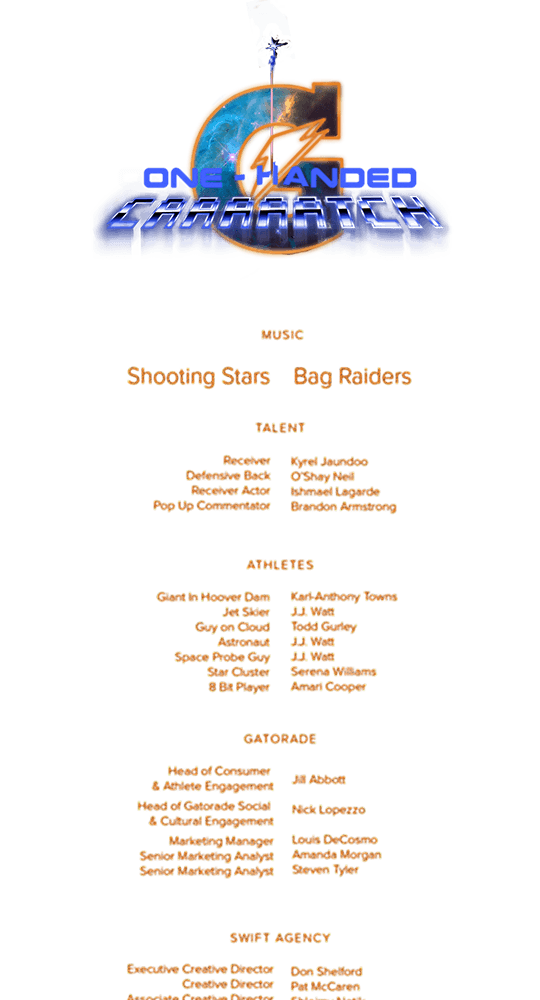 ONE - HANDED
CAAAAATCH
MUSIC
Shooting Stars Bag Raiders
TALENT
Receiver Kyrel Jaundoo
Defensive Back O'Shay Neil
Receiver Actor Ishmael Lagarde
Pop Up Commentator Brandon Armstrong
ATHLETES
Giant In Hoover Dam Karl-Anthony Towns
Jet Skier J.J. Watt
Guy on Cloud Todd Gurley
Astronaut J.J. Watt
Space Probe Guy J.J. Watt
Star Cluster Serena Williams
8 Bit Player Amari Cooper
GATORADE
Head of Consumer
& Athlete Engagement Jill Abbott
Head of Gatorade Social
& Cultural Engagement Nick Lopezzo
Marketing Manager Louis DeCosmo
Senior Marketing Analyst Amanda Morgan
Senior Marketing Analyst Steven Tyler
SWIFT AGENCY
Executive Creative Director Don Shelford
Creative Director Pat McCaren
Associate Creative Director